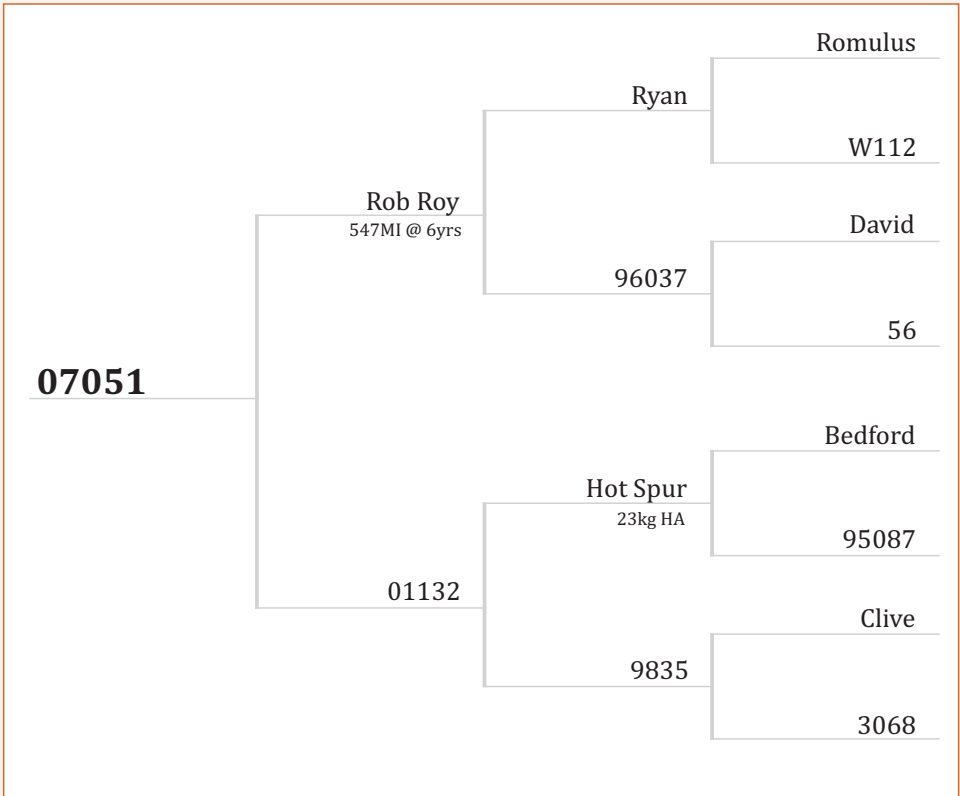 Romulus
Ryan
W112
Rob Roy
547MI @ 6yrs
David
96037
56
07051
Bedford
Hot Spur
23kg HA
95087
01132
Clive
9835
3068